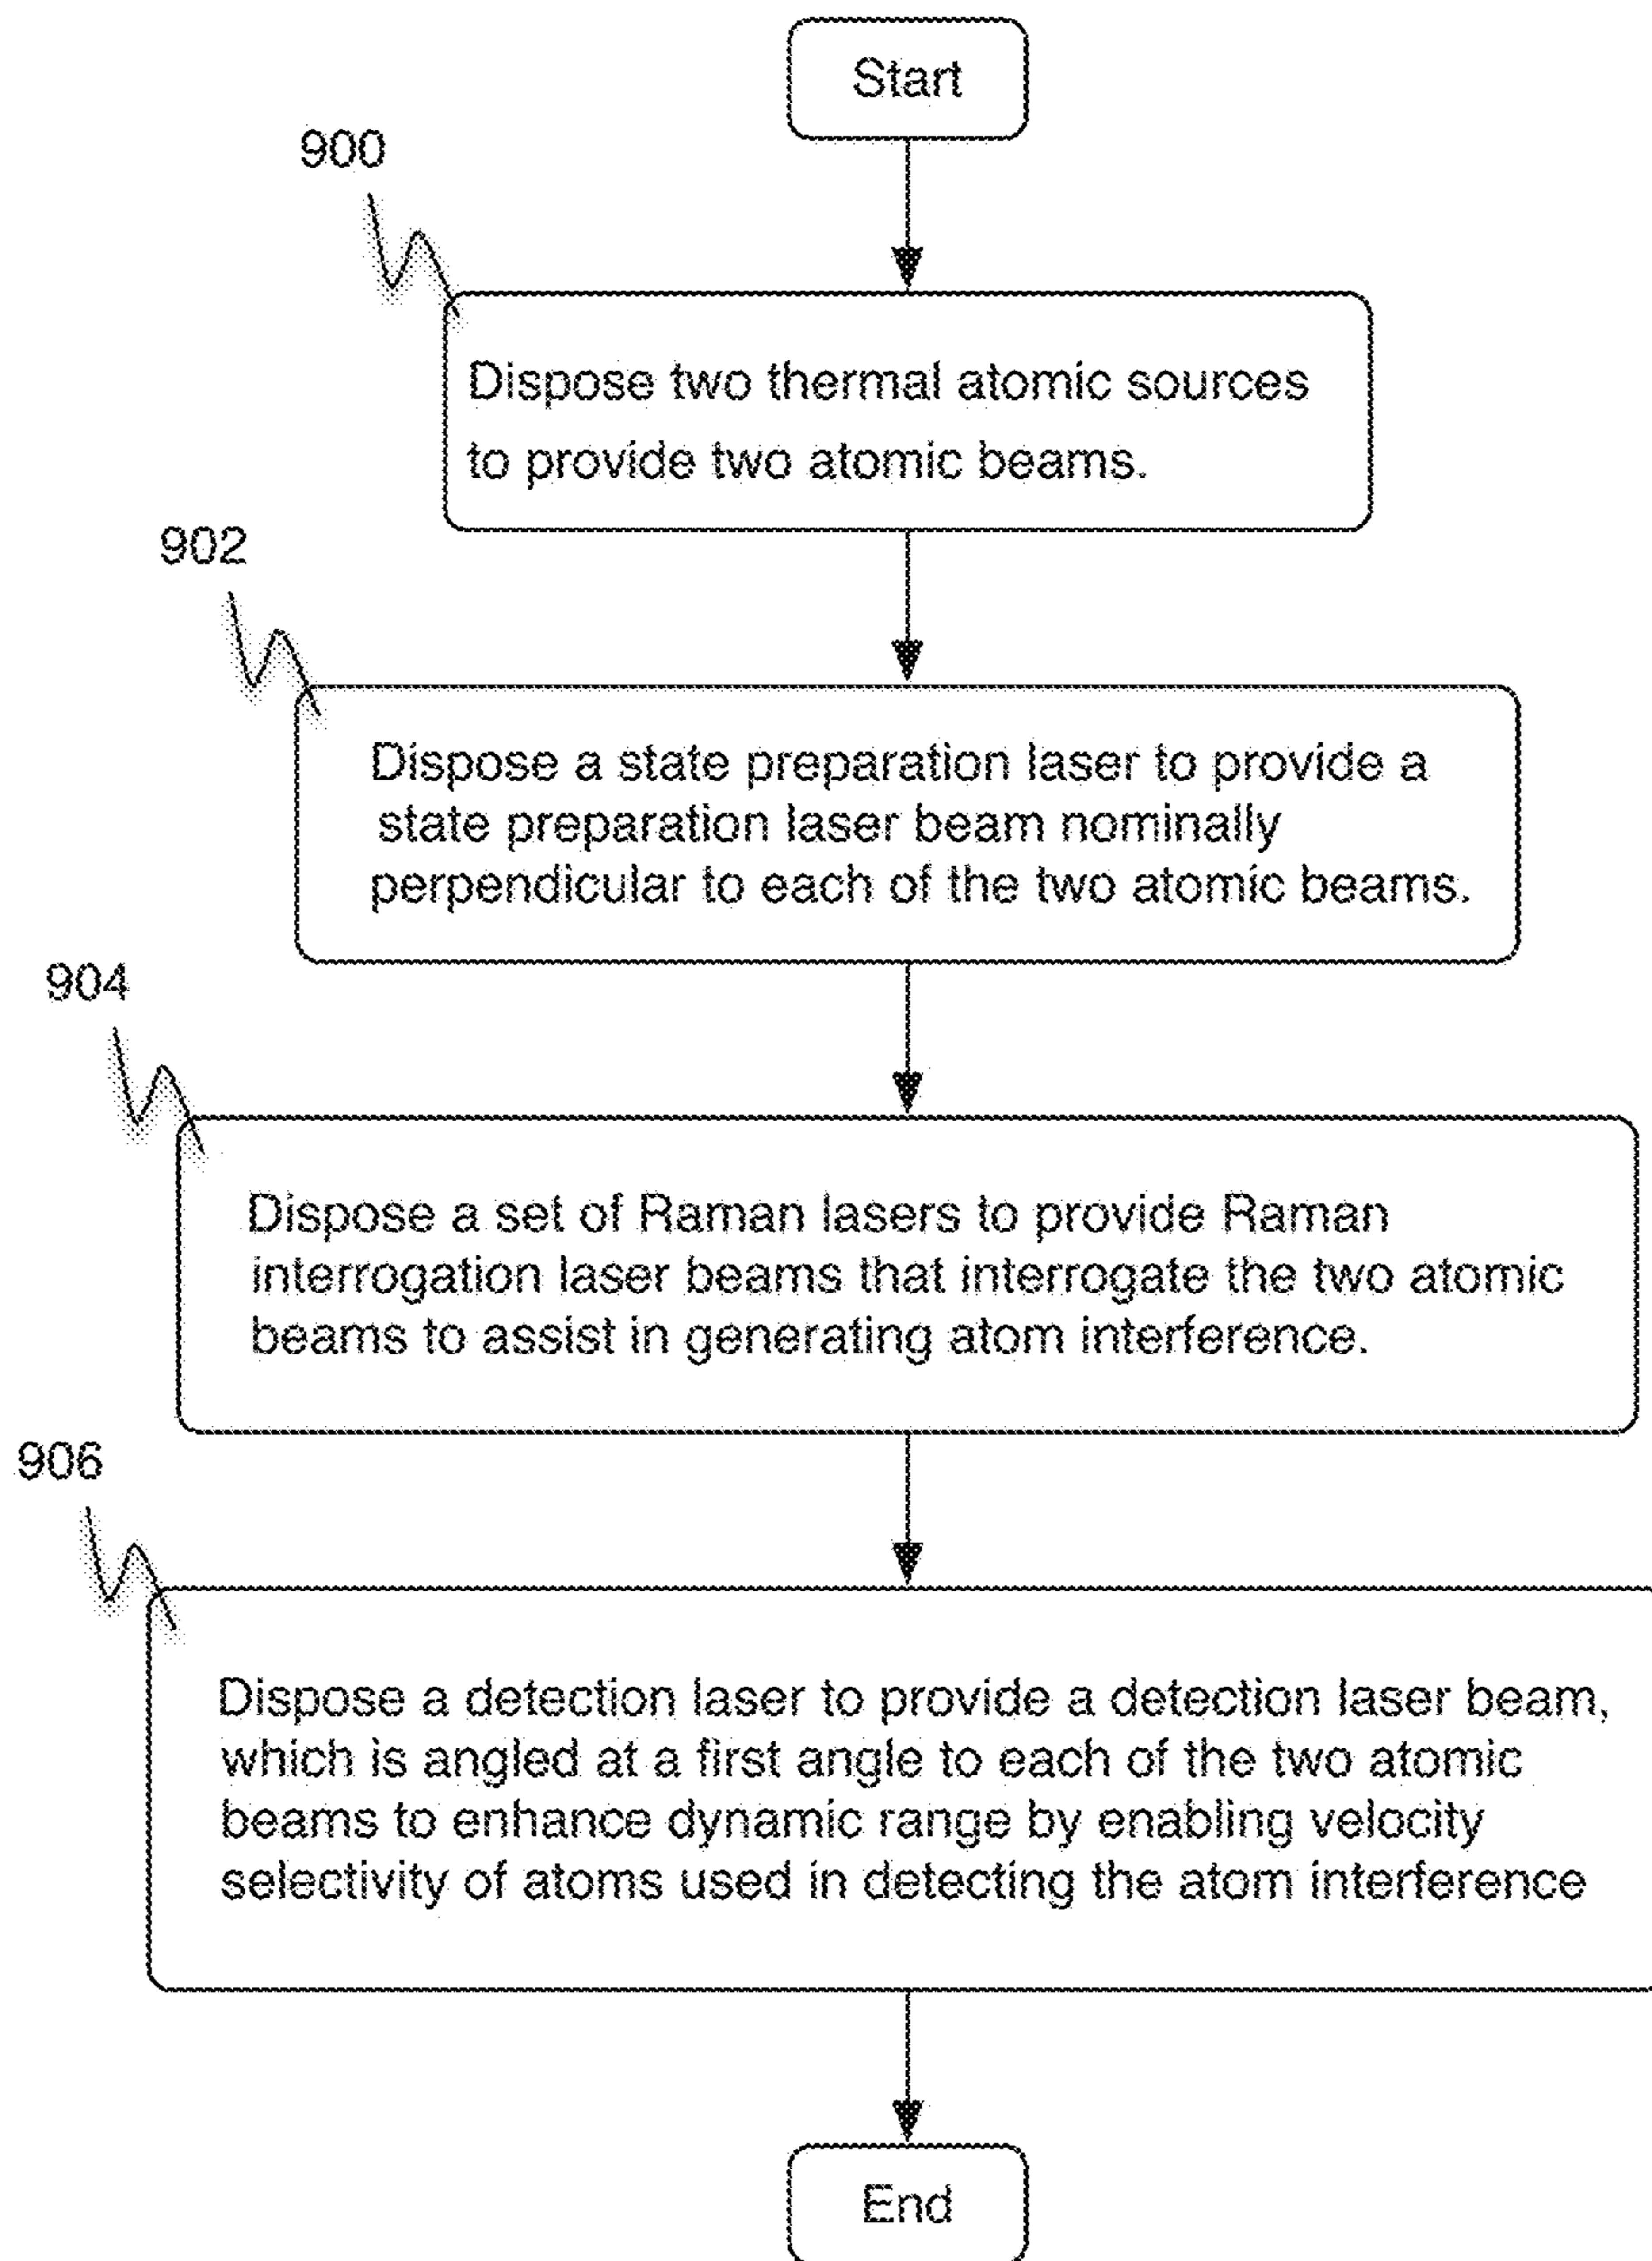 Start
900
Dispose two thermal atomic sources
to provide two atomic beams.
902
Dispose a state preparation laser to provide a
state preparation laser beam nominally
perpendicular to each of the two atomic beams.
904
Dispose a set of Raman lasers to provide Raman
interrogation laser beams that interrogate the two atomic
beams to assist in generating atom interference.
906
Dispose a detection laser to provide a detection laser beam,
which is angled at a first angle to each of the two atomic
beams to enhance dynamic range by enabling velocity
selectivity of atoms used in detecting the atom interference
End